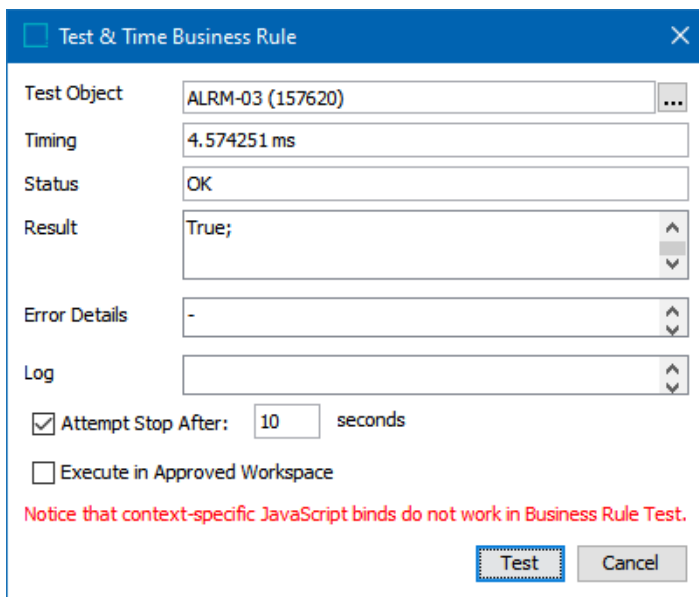 Test & Time Business Rule
Test Object ALRM-03 (157620) ...
Timing 4.574251 ms
Status OK
Result True;
Error Details -
Log
Attempt Stop After: 10 seconds
Execute in Approved Workspace
Notice that context-specific JavaScript binds do not work in Business Rule Test.
Test Cancel